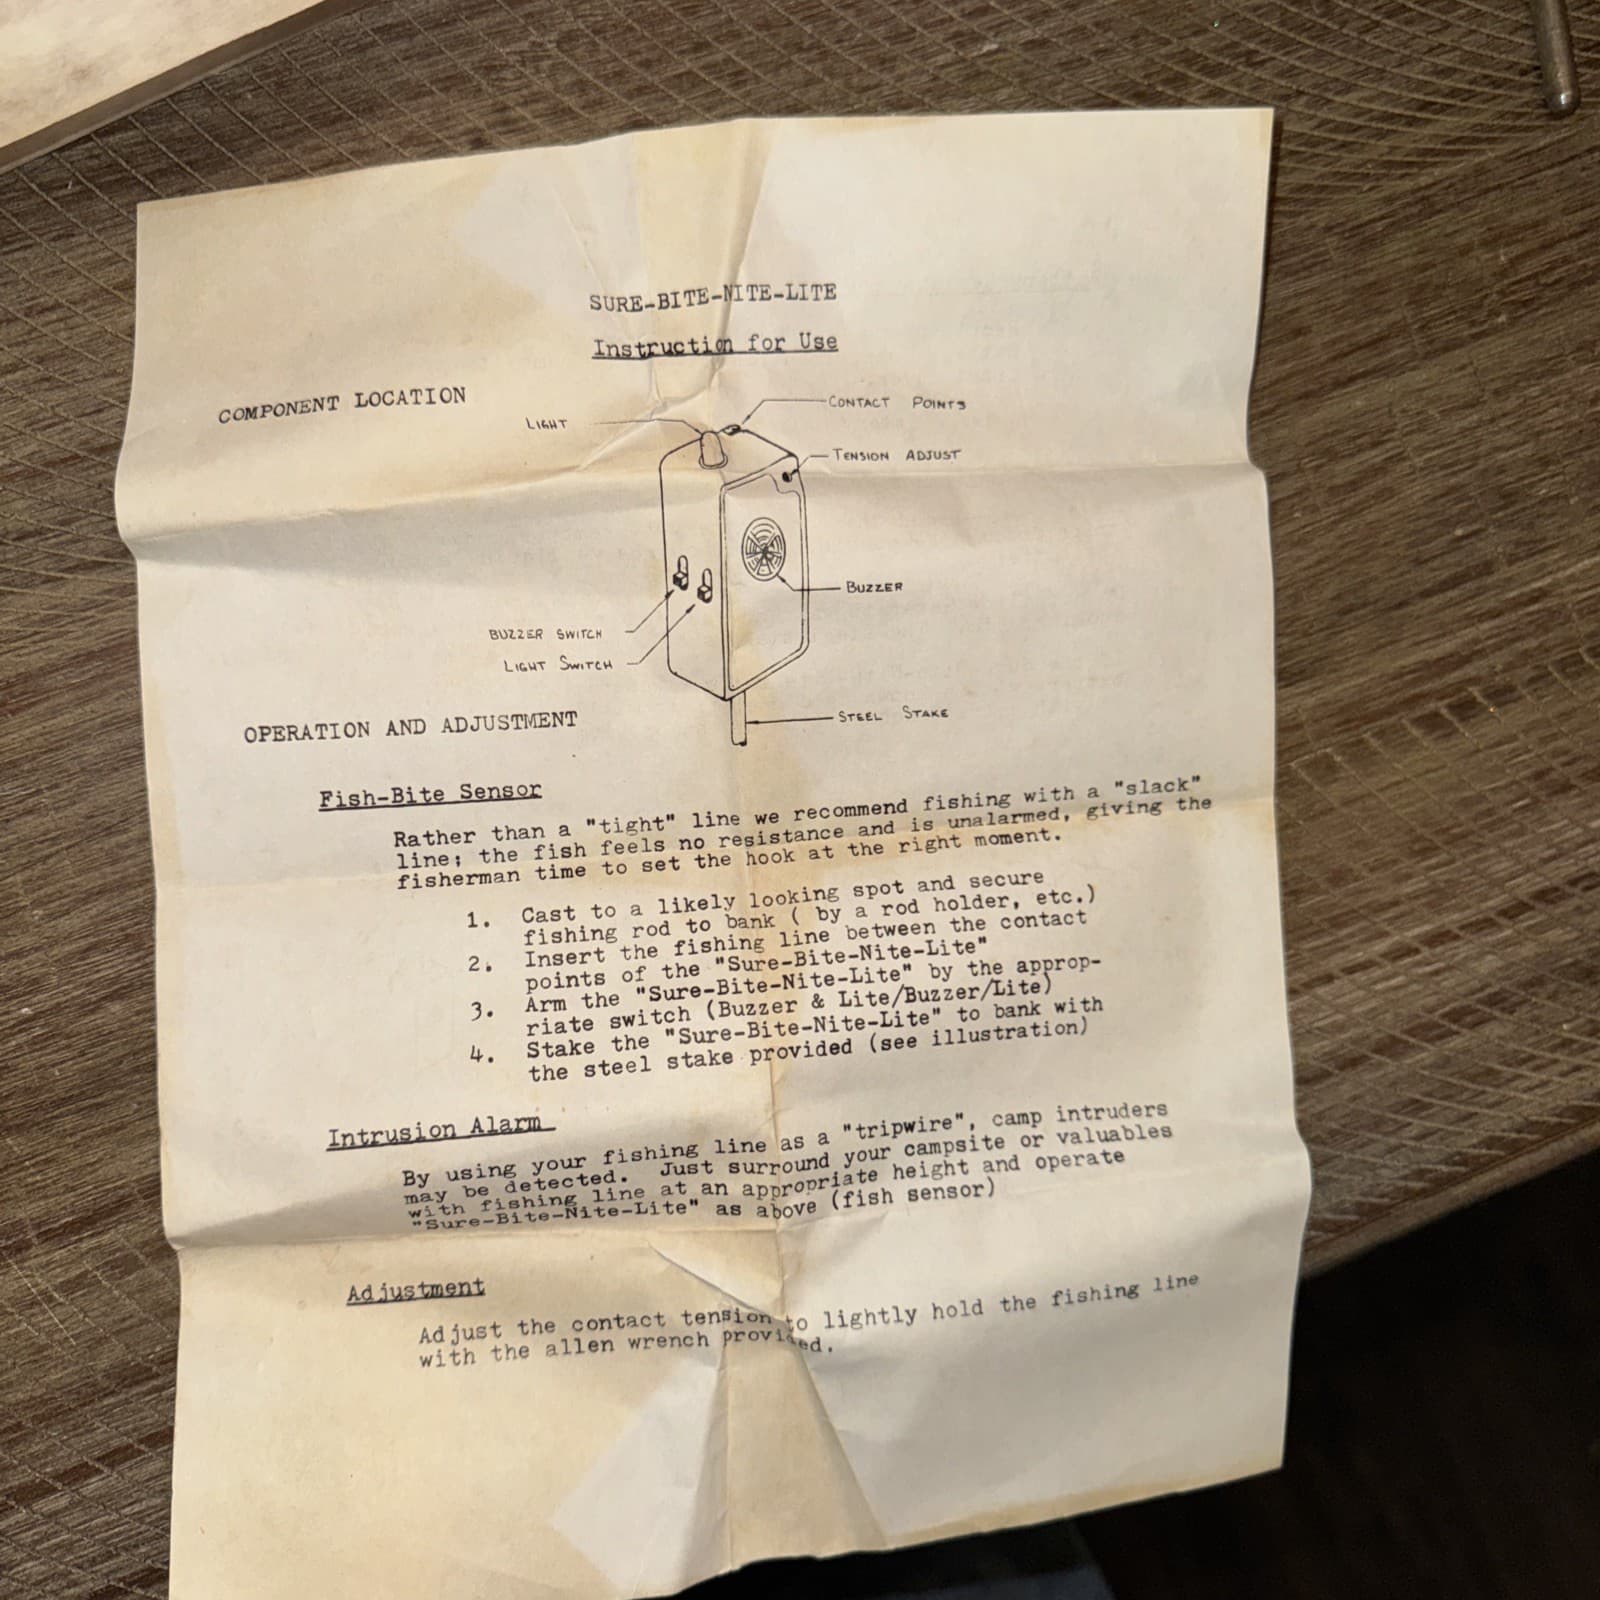 SURE-BITE-NITE-LITE
Instruction for Use
COMPONENT LOCATION
LIGHT
CONTACT POINTS
TENSION ADJUST
BUZZER
BUZZER SWITCH
LIGHT SWITCH
STEEL STAKE
OPERATION AND ADJUSTMENT
Fish-Bite Sensor
Rather than a "tight" line we recommend fishing with a "slack"
line; the fish feels no resistance and is unalarmed, giving the
fisherman time to set the hook at the right moment.
1. Cast to a likely looking spot and secure
fishing rod to bank ( by a rod holder, etc.)
2. Insert the fishing line between the contact
points of the "Sure-Bite-Nite-Lite"
3. Arm the "Sure-Bite-Nite-Lite" by the approp-
riate switch (Buzzer & Lite/Buzzer/Lite)
4. Stake the "Sure-Bite-Nite-Lite" to bank with
the steel stake provided (see illustration)
Intrusion Alarm
By using your fishing line as a "tripwire", camp intruders
may be detected. Just surround your campsite or valuables
with fishing line at an appropriate height and operate
"Sure-Bite-Nite-Lite" as above (fish sensor)
Adjustment
Adjust the contact tension to lightly hold the fishing line
with the allen wrench provided.